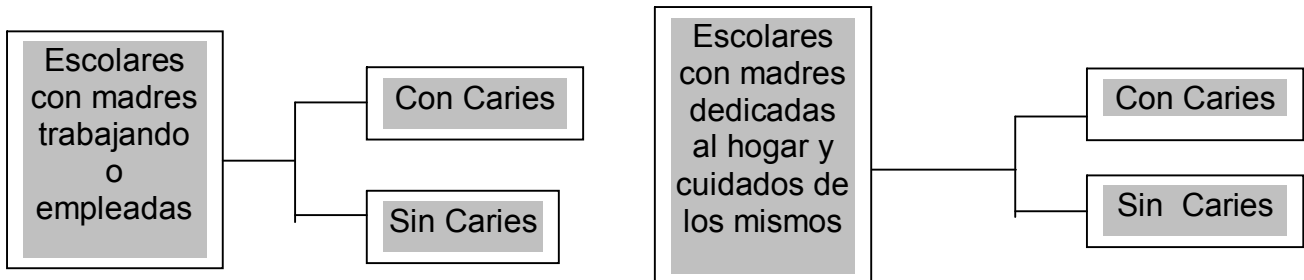 Escolares
con madres
trabajando
o
empleadas
Con Caries
Sin Caries
Escolares
con madres
dedicadas
al hogar y
cuidados de
los mismos
Con Caries
Sin Caries